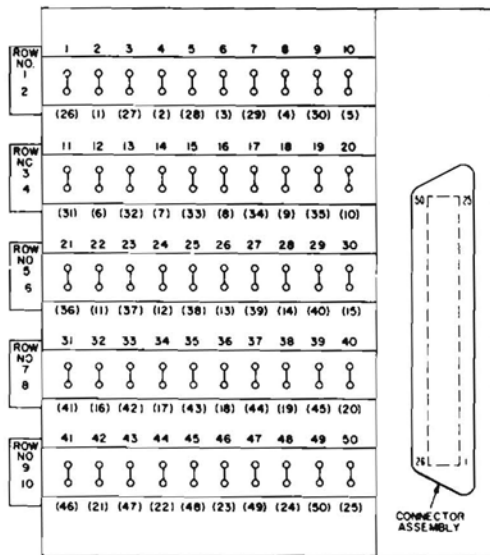 ROW NO. 1 2
1 2 3 4 5 6 7 8 9 10
(26) (1) (27) (2) (28) (3) (29) (4) (30) (5)
ROW NO 3 4
11 12 13 14 15 16 17 18 19 20
(31) (6) (32) (7) (33) (8) (34) (9) (35) (10)
ROW NO 5 6
21 22 23 24 25 26 27 28 29 30
(36) (11) (37) (12) (38) (13) (39) (14) (40) (15)
ROW NO 7 8
31 32 33 34 35 36 37 38 39 40
(41) (16) (42) (17) (43) (18) (44) (19) (45) (20)
ROW NO 9 10
41 42 43 44 45 46 47 48 49 50
(46) (21) (47) (22) (48) (23) (49) (24) (50) (25)
50 25
26 1
CONNECTOR
ASSEMBLY